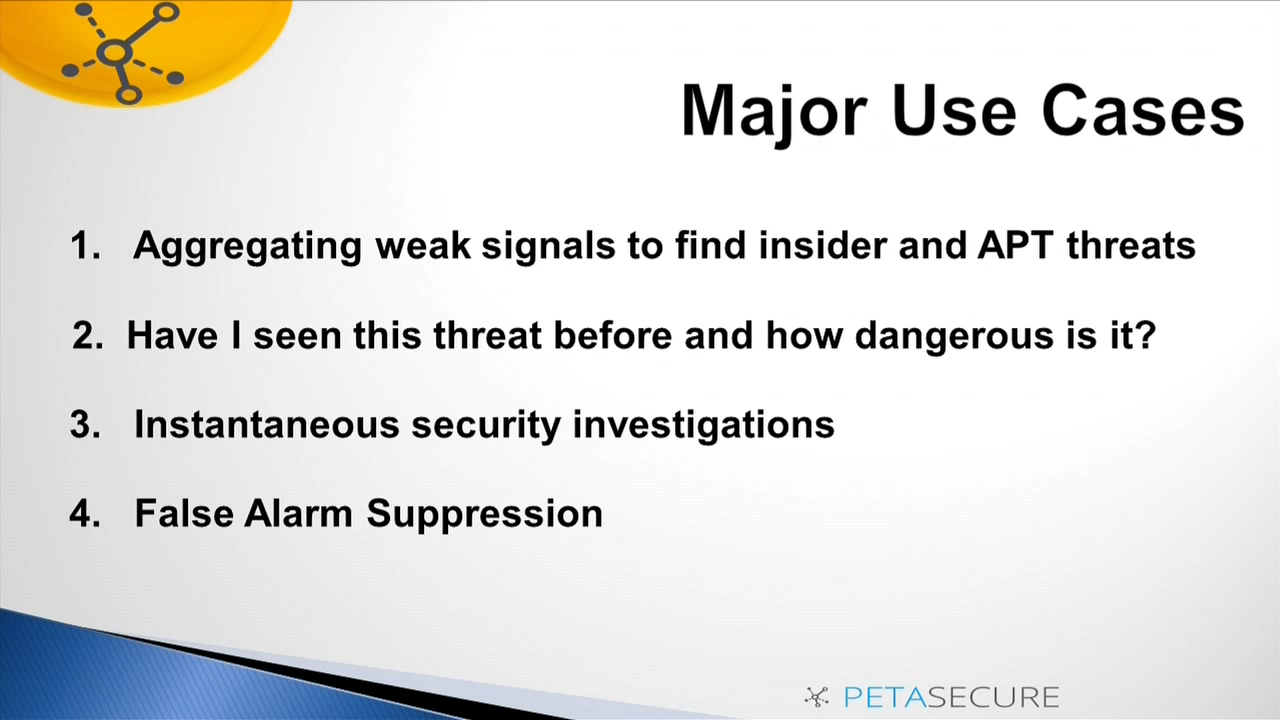 Major Use Cases
1. Aggregating weak signals to find insider and APT threats
2. Have I seen this threat before and how dangerous is it?
3. Instantaneous security investigations
4. False Alarm Suppression
PETASECURE